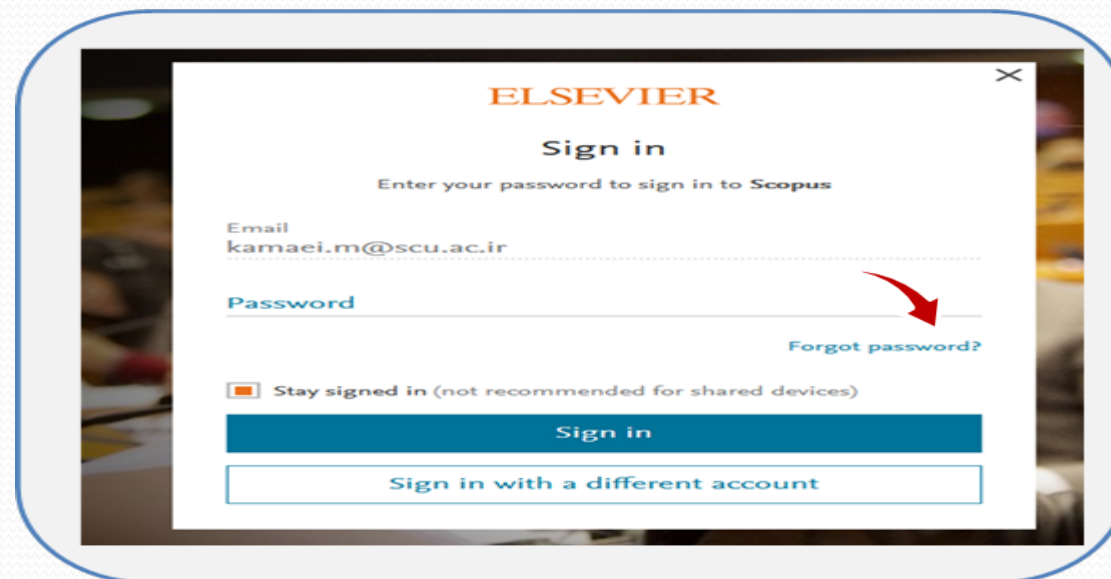 ELSEVIER
Sign in
Enter your password to sign in to Scopus
Email
kamaei.m@scu.ac.ir
Password
Forgot password?
Stay signed in (not recommended for shared devices)
Sign in
Sign in with a different account